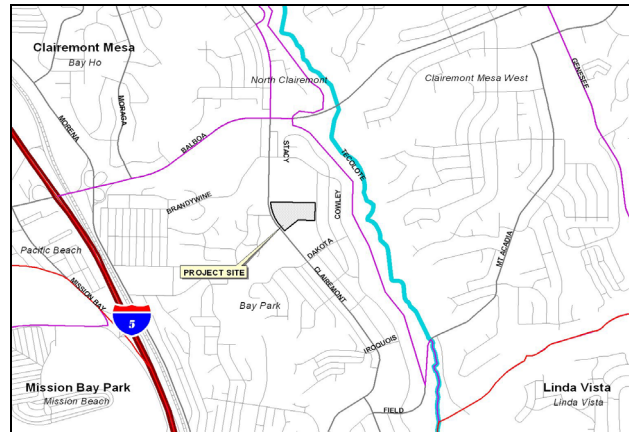 Clairemont Mesa
Bay Ho
North Clairemont
Clairemont Mesa West
GENESEE
MORENA
MORAGA
BALBOA
STACY
TECOLOTE
BRANDYWINE
COWLEY
Pacific Beach
DAKOTA
MT ACADIA
PROJECT SITE
CLAIREMONT
MISSION BAY
Bay Park
5
IROQUOIS
Mission Bay Park
Mission Beach
FIELD
Linda Vista
Linda Vista